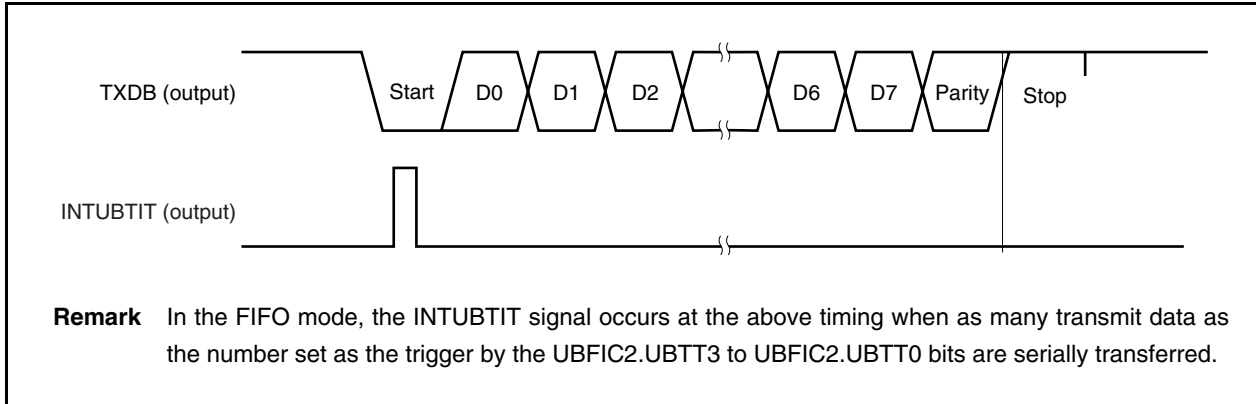 TXDB (output)
Start D0 D1 D2 D6 D7 Parity Stop
INTUBTIT (output)
Remark In the FIFO mode, the INTUBTIT signal occurs at the above timing when as many transmit data as
the number set as the trigger by the UBFIC2.UBTT3 to UBFIC2.UBTT0 bits are serially transferred.